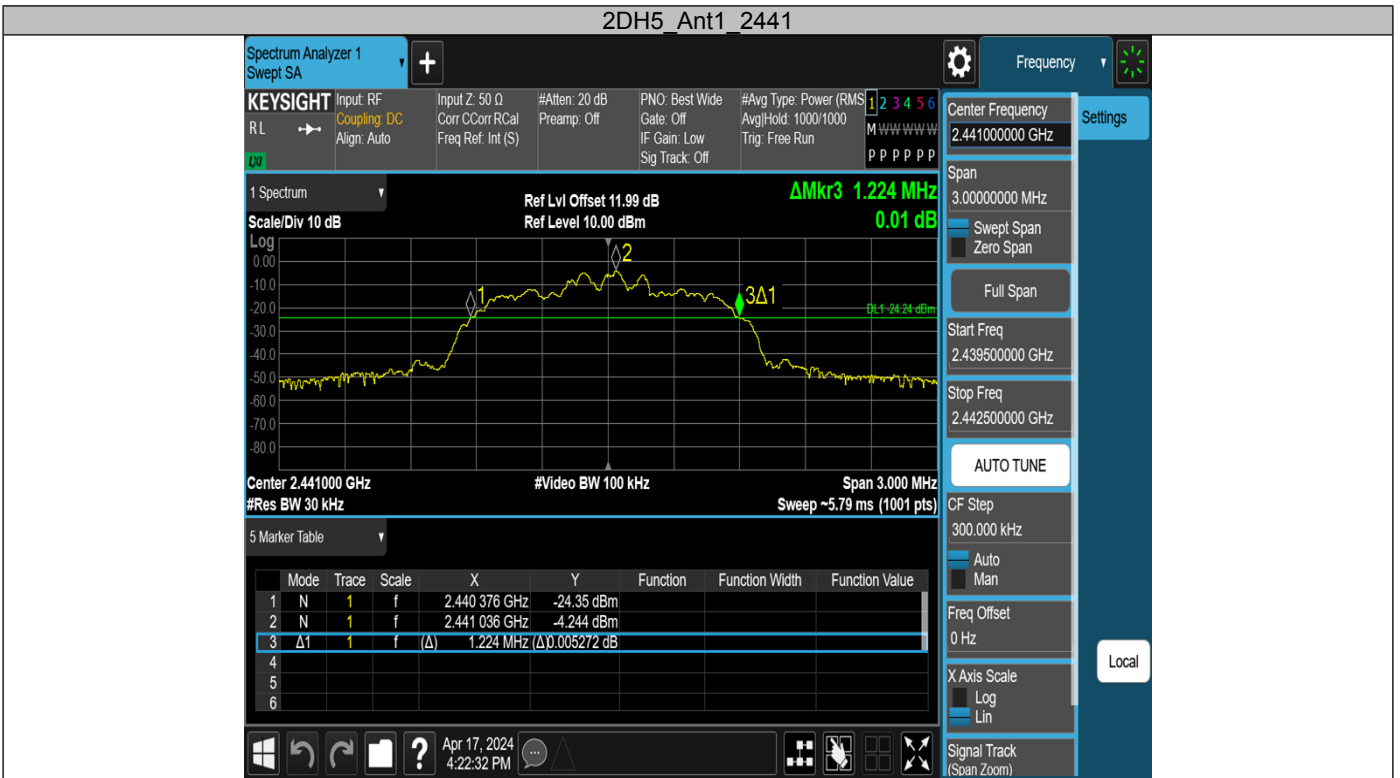 2DH5_Ant1_2441
Spectrum Analyzer 1
Swept SA
+
Frequency
KEYSIGHT
R L
LXI
Input: RF
Coupling: DC
Align: Auto
Input Z: 50 Ω
Corr CCorr RCal
Freq Ref: Int (S)
#Atten: 20 dB
Preamp: Off
PNO: Best Wide
Gate: Off
IF Gain: Low
Sig Track: Off
#Avg Type: Power (RMS
Avg|Hold: 1000/1000
Trig: Free Run
1 2 3 4 5 6
M W W W W W
P P P P P P
1 Spectrum
Scale/Div 10 dB
Ref Lvl Offset 11.99 dB
Ref Level 10.00 dBm
ΔMkr3 1.224 MHz
0.01 dB
Log
0.00
-10.0
-20.0
-30.0
-40.0
-50.0
-60.0
-70.0
-80.0
1
2
3Δ1
DL1 -24.24 dBm
Center 2.441000 GHz
#Video BW 100 kHz
Span 3.000 MHz
#Res BW 30 kHz
Sweep ~5.79 ms (1001 pts)
5 Marker Table
Mode Trace Scale X Y Function Function Width Function Value
1 N 1 f 2.440 376 GHz -24.35 dBm
2 N 1 f 2.441 036 GHz -4.244 dBm
3 Δ1 1 f (Δ) 1.224 MHz (Δ)0.005272 dB
4
5
6
?
Apr 17, 2024
4:22:32 PM
Center Frequency
2.441000000 GHz
Settings
Span
3.00000000 MHz
Swept Span
Zero Span
Full Span
Start Freq
2.439500000 GHz
Stop Freq
2.442500000 GHz
AUTO TUNE
CF Step
300.000 kHz
Auto
Man
Freq Offset
0 Hz
Local
X Axis Scale
Log
Lin
Signal Track
(Span Zoom)